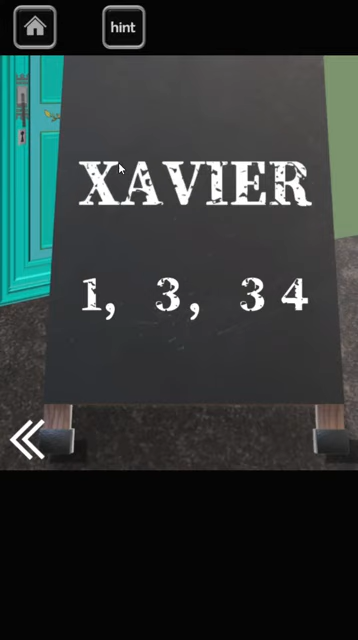 hint
XAVIER
1, 3, 34